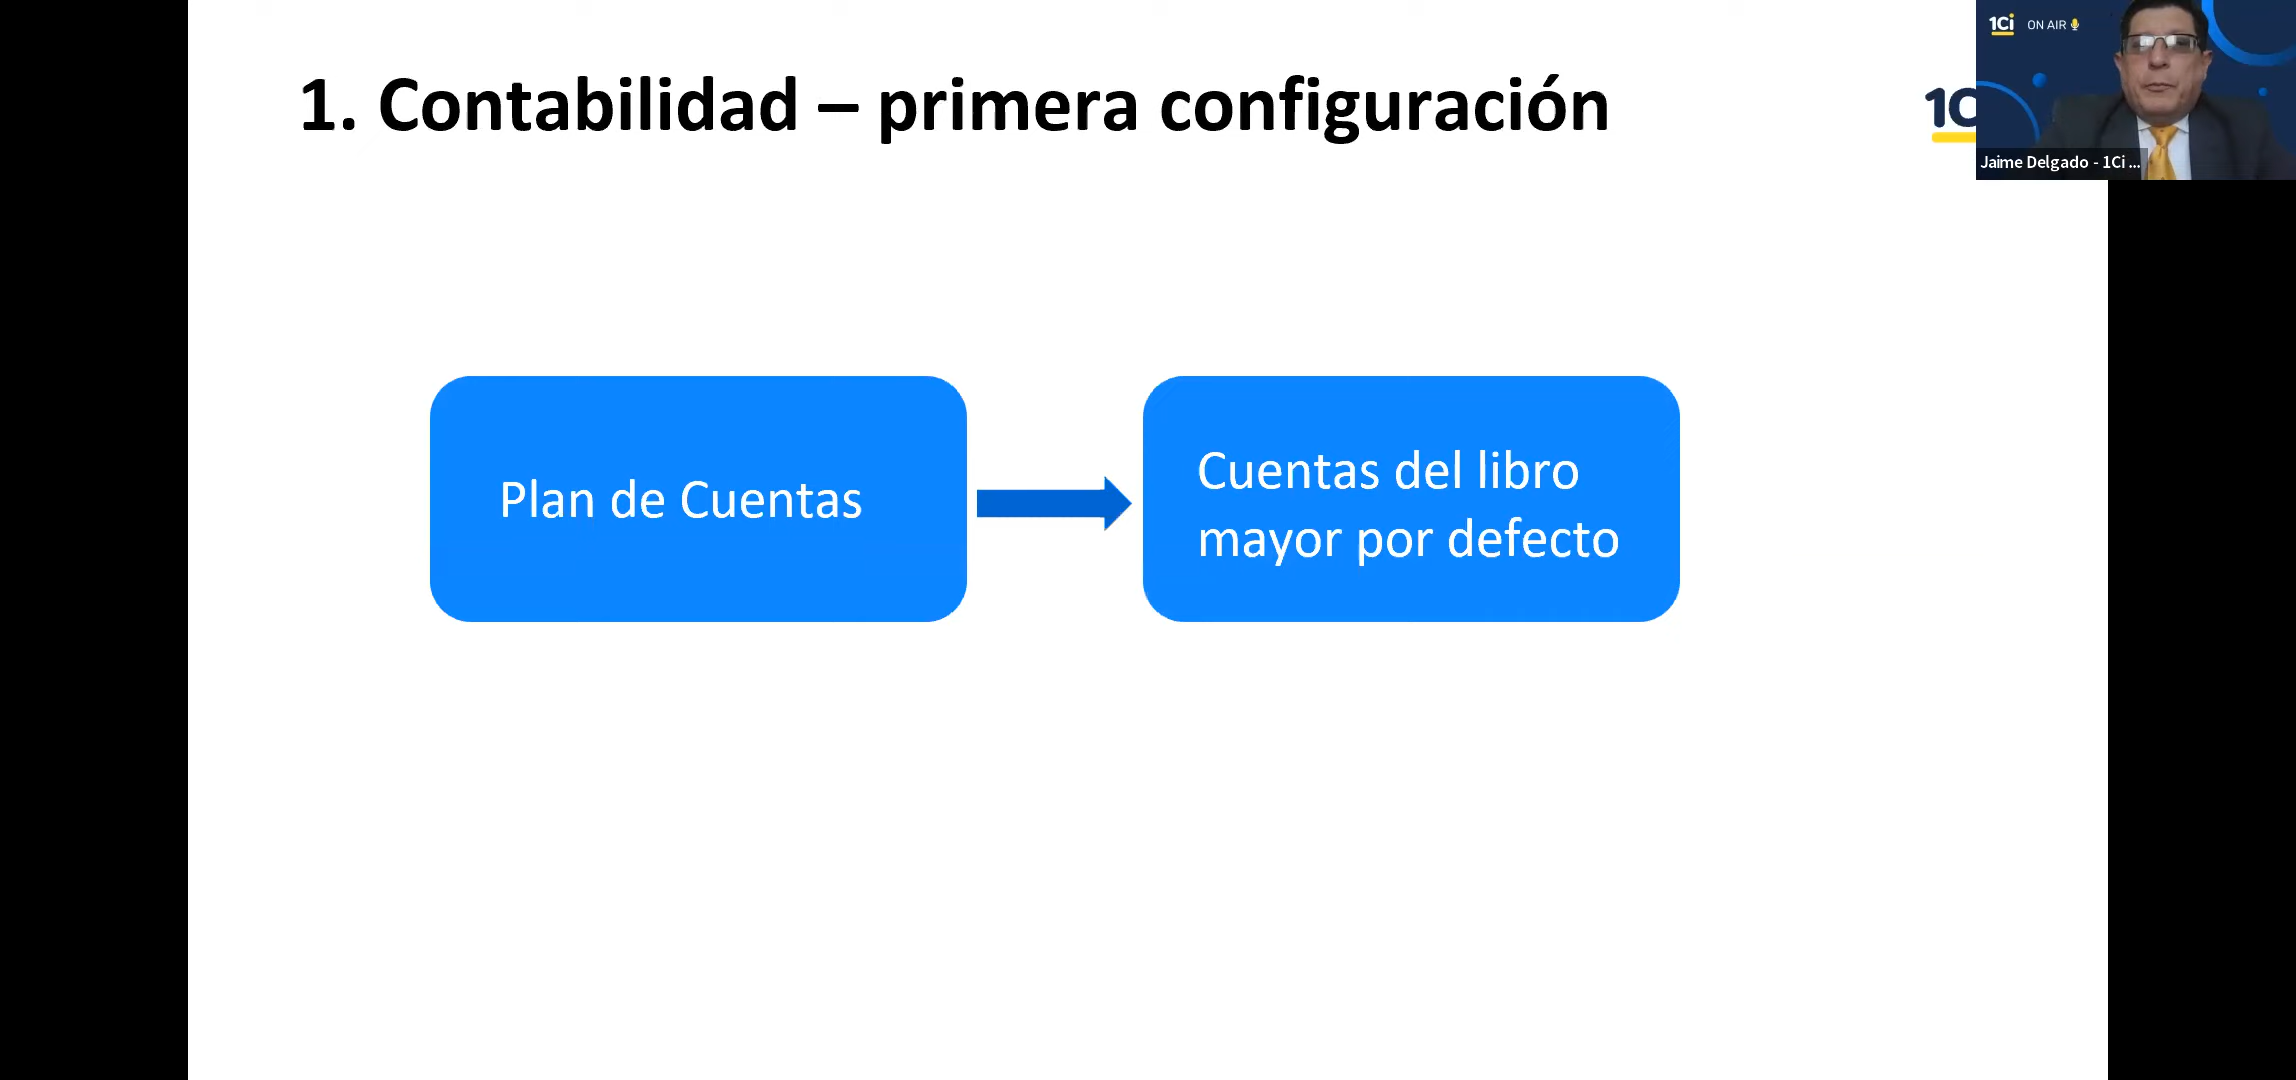 1. Contabilidad – primera configuración
1C
1Ci ON AIR
Jaime Delgado - 1Ci ...
Plan de Cuentas
Cuentas del libro
mayor por defecto